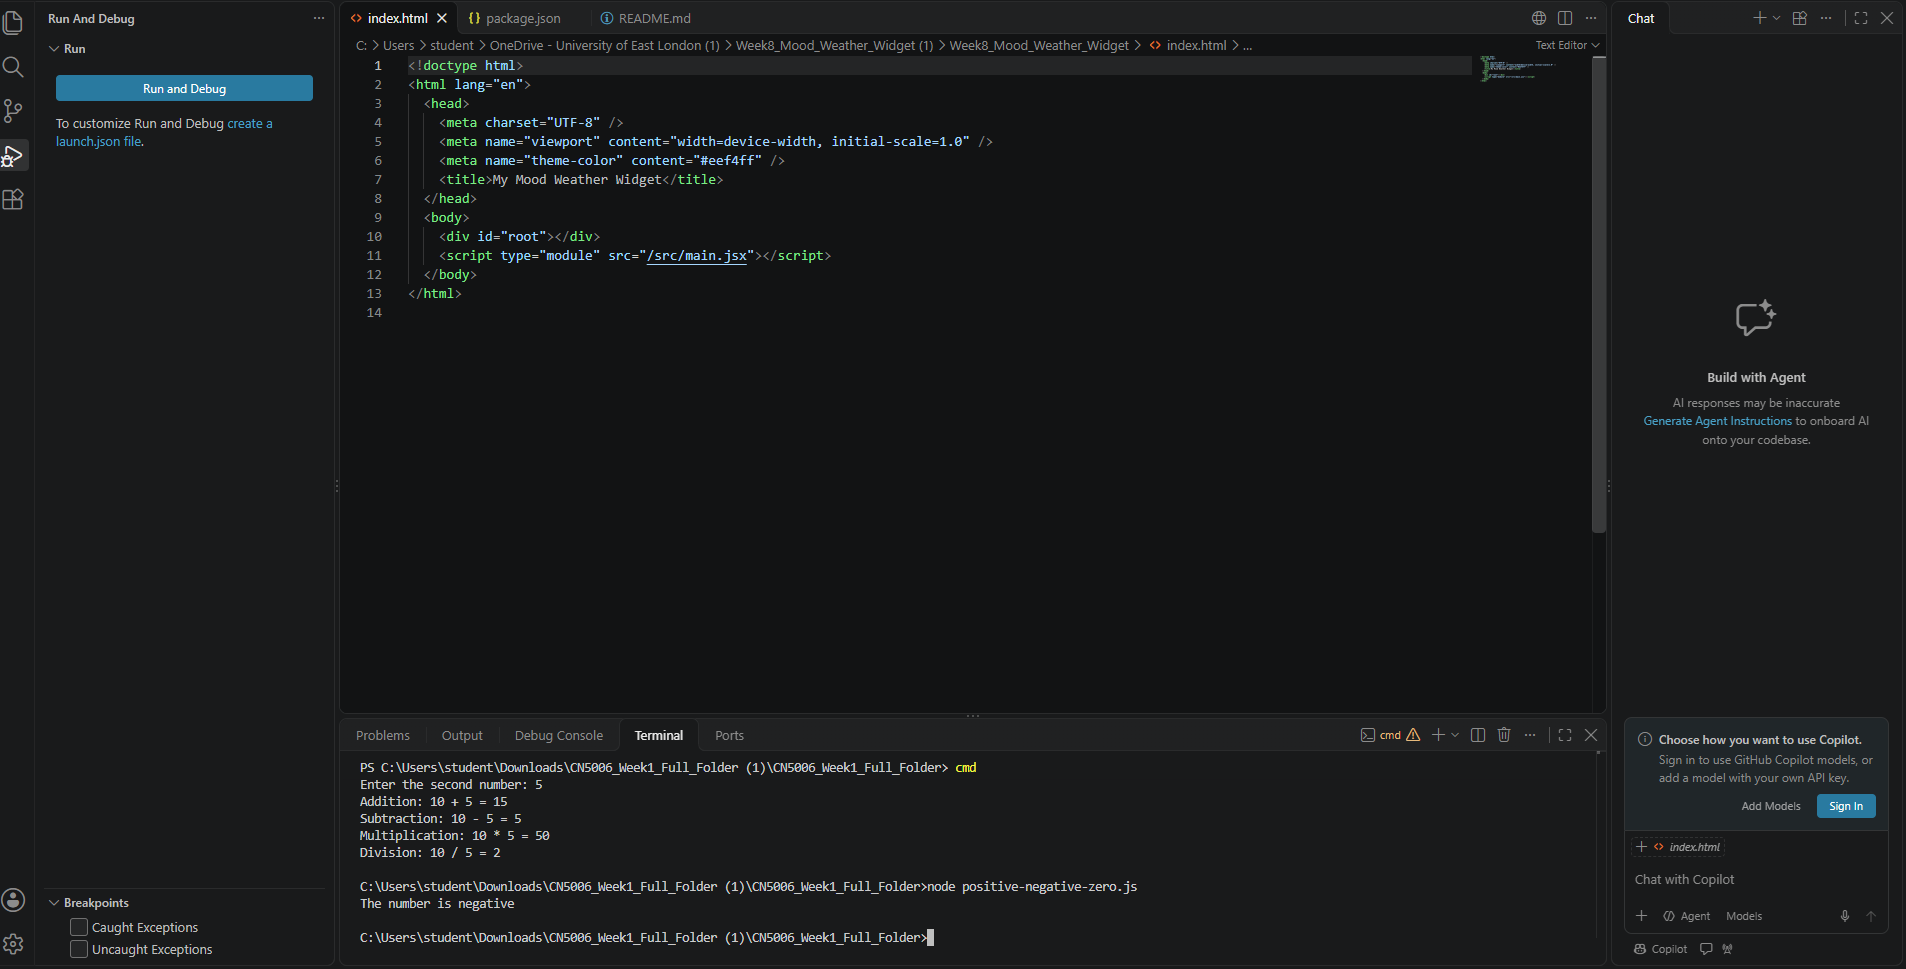 Run And Debug
Run
Run and Debug
To customize Run and Debug create a
launch.json file.
Breakpoints
Caught Exceptions
Uncaught Exceptions
index.html
package.json
README.md
C: > Users > student > OneDrive - University of East London (1) > Week8_Mood_Weather_Widget (1) > Week8_Mood_Weather_Widget > index.html > ...
Text Editor
1 <!doctype html>
2 <html lang="en">
3 <head>
4 <meta charset="UTF-8" />
5 <meta name="viewport" content="width=device-width, initial-scale=1.0" />
6 <meta name="theme-color" content="#eef4ff" />
7 <title>My Mood Weather Widget</title>
8 </head>
9 <body>
10 <div id="root"></div>
11 <script type="module" src="/src/main.jsx"></script>
12 </body>
13 </html>
14
Problems
Output
Debug Console
Terminal
Ports
cmd
PS C:\Users\student\Downloads\CN5006_Week1_Full_Folder (1)\CN5006_Week1_Full_Folder> cmd
Enter the second number: 5
Addition: 10 + 5 = 15
Subtraction: 10 - 5 = 5
Multiplication: 10 * 5 = 50
Division: 10 / 5 = 2
C:\Users\student\Downloads\CN5006_Week1_Full_Folder (1)\CN5006_Week1_Full_Folder>node positive-negative-zero.js
The number is negative
C:\Users\student\Downloads\CN5006_Week1_Full_Folder (1)\CN5006_Week1_Full_Folder>
Chat
Build with Agent
AI responses may be inaccurate
Generate Agent Instructions to onboard AI
onto your codebase.
Choose how you want to use Copilot.
Sign in to use GitHub Copilot models, or
add a model with your own API key.
Add Models
Sign In
index.html
Chat with Copilot
Agent
Models
Copilot